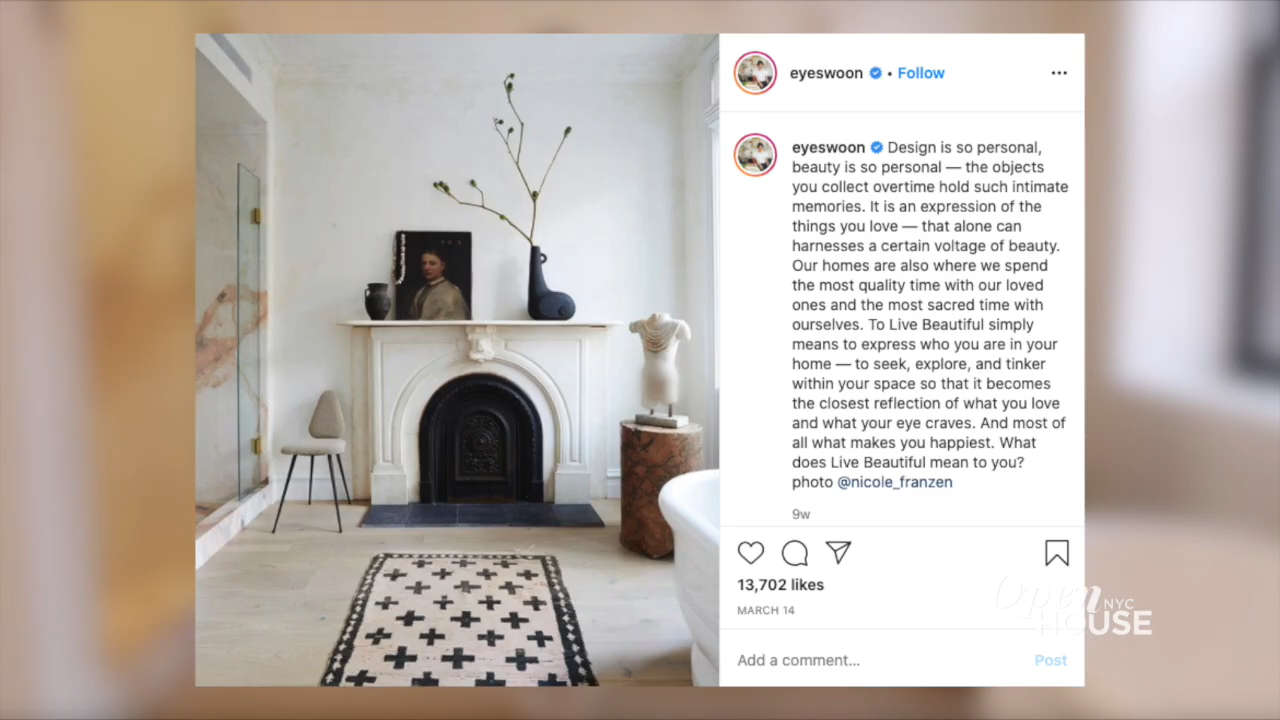 eyeswoon • Follow
eyeswoon Design is so personal,
beauty is so personal — the objects
you collect overtime hold such intimate
memories. It is an expression of the
things you love — that alone can
harnesses a certain voltage of beauty.
Our homes are also where we spend
the most quality time with our loved
ones and the most sacred time with
ourselves. To Live Beautiful simply
means to express who you are in your
home — to seek, explore, and tinker
within your space so that it becomes
the closest reflection of what you love
and what your eye craves. And most of
all what makes you happiest. What
does Live Beautiful mean to you?
photo @nicole_franzen
9w
13,702 likes
MARCH 14
Add a comment... Post
Open NYC
HOUSE